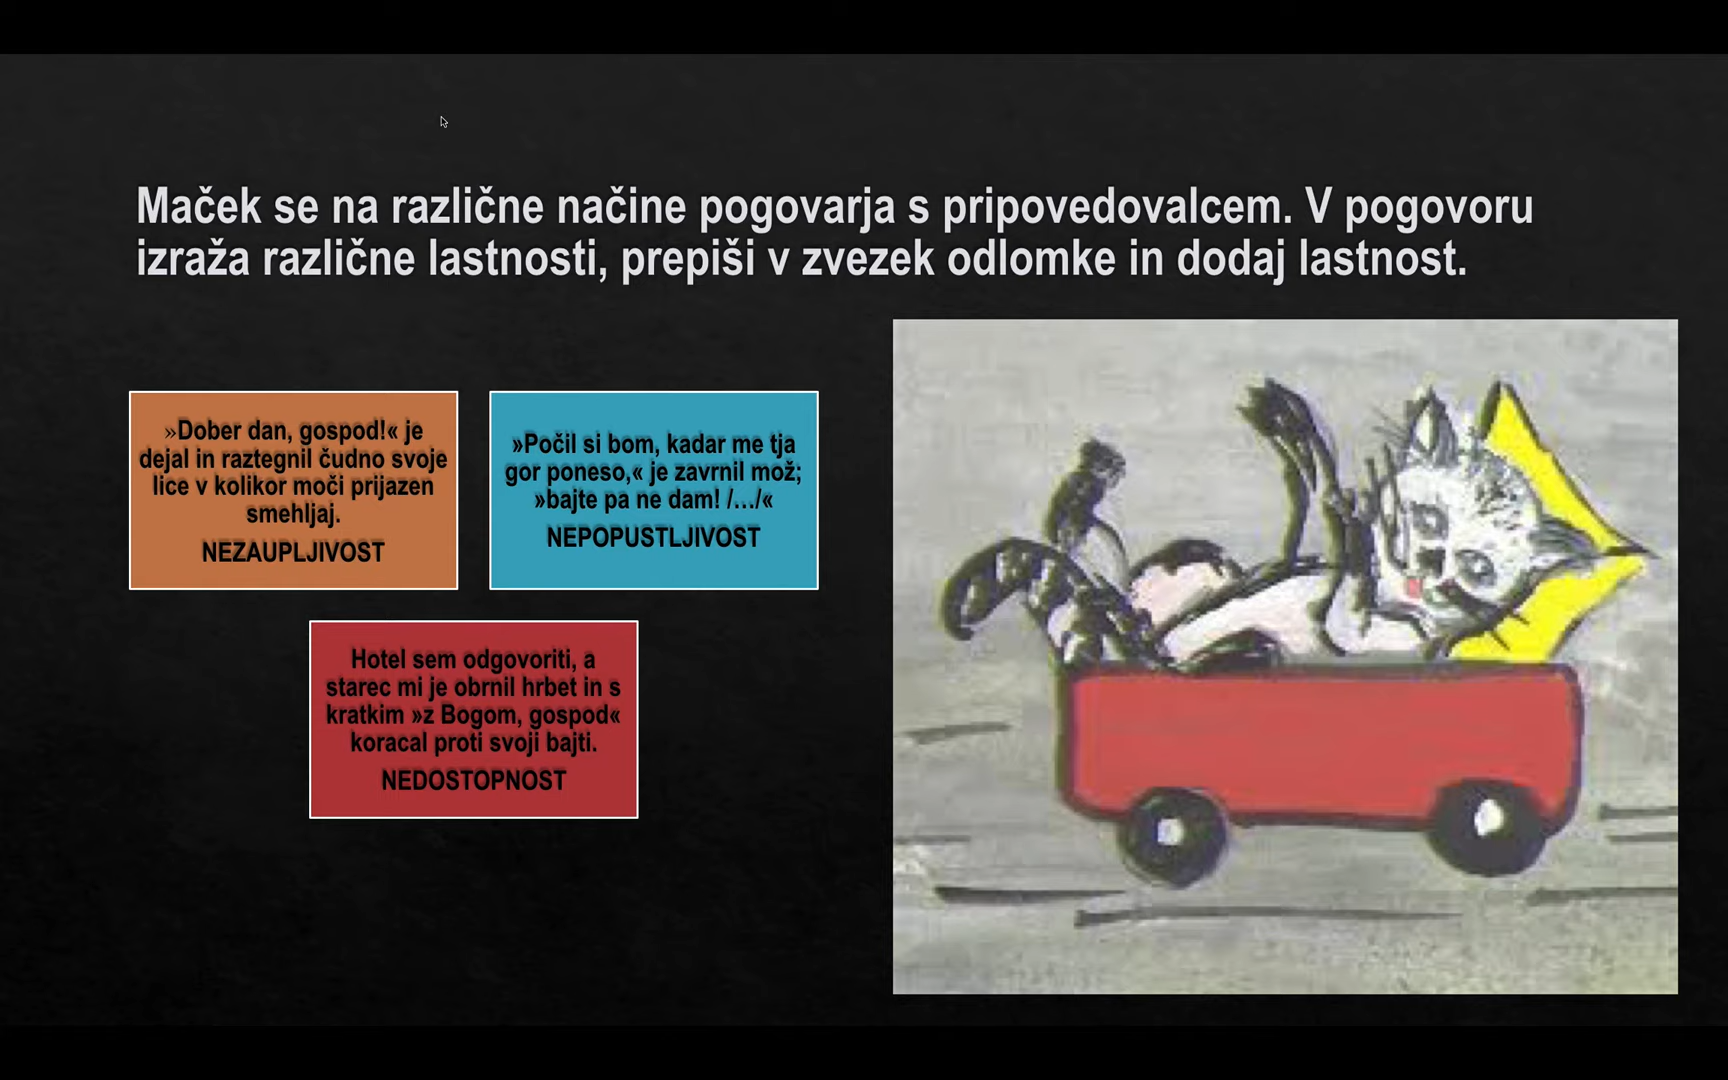 Maček se na različne načine pogovarja s pripovedovalcem. V pogovoru
izraža različne lastnosti, prepiši v zvezek odlomke in dodaj lastnost.
»Dober dan, gospod!« je
dejal in raztegnil čudno svoje
lice v kolikor moči prijazen
smehljaj.
NEZAUPLJIVOST
»Počil si bom, kadar me tja
gor poneso,« je zavrnil mož;
»bajte pa ne dam! /…/«
NEPOPUSTLJIVOST
Hotel sem odgovoriti, a
starec mi je obrnil hrbet in s
kratkim »z Bogom, gospod«
koracal proti svoji bajti.
NEDOSTOPNOST